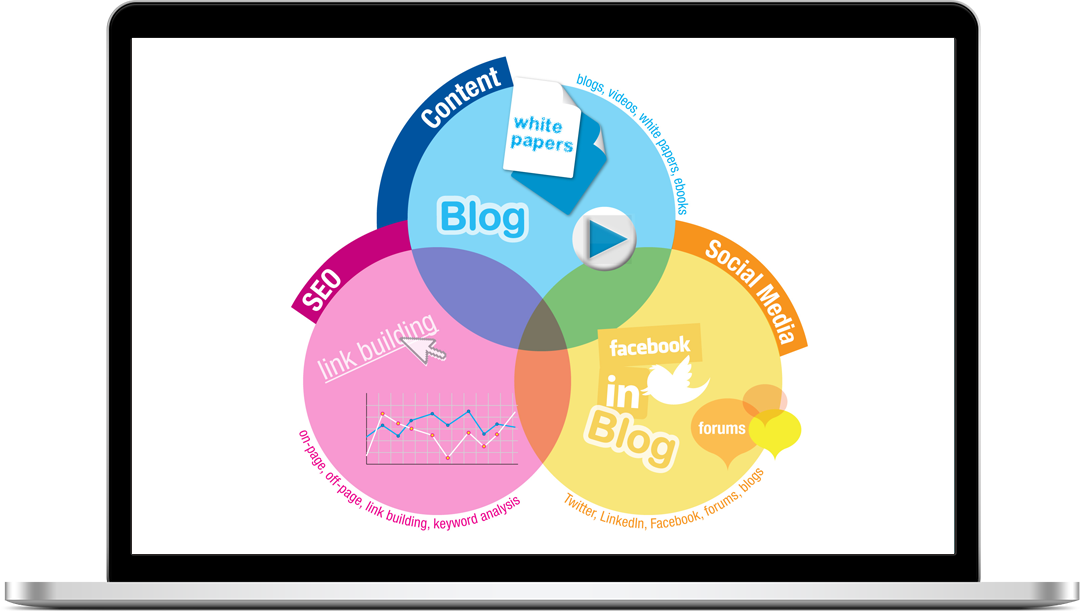 Content
blogs, videos, white papers, ebooks
white
papers
Blog
SEO
Social Media
link building
facebook
in
Blog
forums
on-page, off-page, link building, keyword analysis
Twitter, LinkedIn, Facebook, forums, blogs